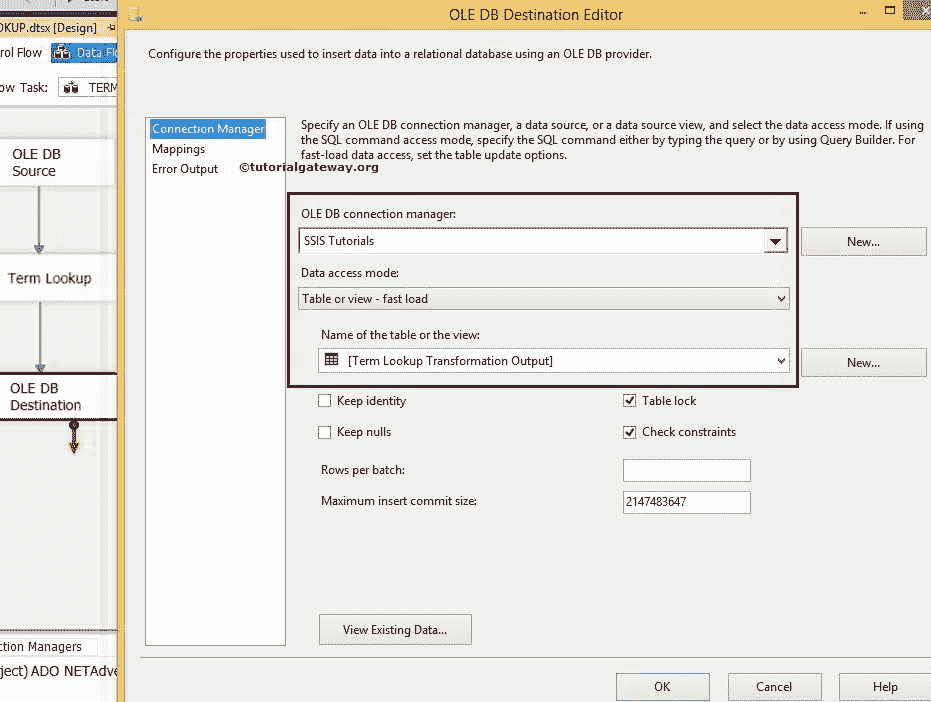 OLE DB Destination Editor
OKUP.dtsx [Design]
rol Flow
Data Flo
ow Task:
TERM
Configure the properties used to insert data into a relational database using an OLE DB provider.
OLE DB
Source
Term Lookup
OLE DB
Destination
Connection Manager
Mappings
Error Output
©tutorialgateway.org
Specify an OLE DB connection manager, a data source, or a data source view, and select the data access mode. If using
the SQL command access mode, specify the SQL command either by typing the query or by using Query Builder. For
fast-load data access, set the table update options.
OLE DB connection manager:
SSIS Tutorials
New...
Data access mode:
Table or view - fast load
Name of the table or the view:
[Term Lookup Transformation Output]
New...
Keep identity
Table lock
Keep nulls
Check constraints
Rows per batch:
Maximum insert commit size:
2147483647
View Existing Data...
ction Managers
ject) ADO NETAdve
OK
Cancel
Help